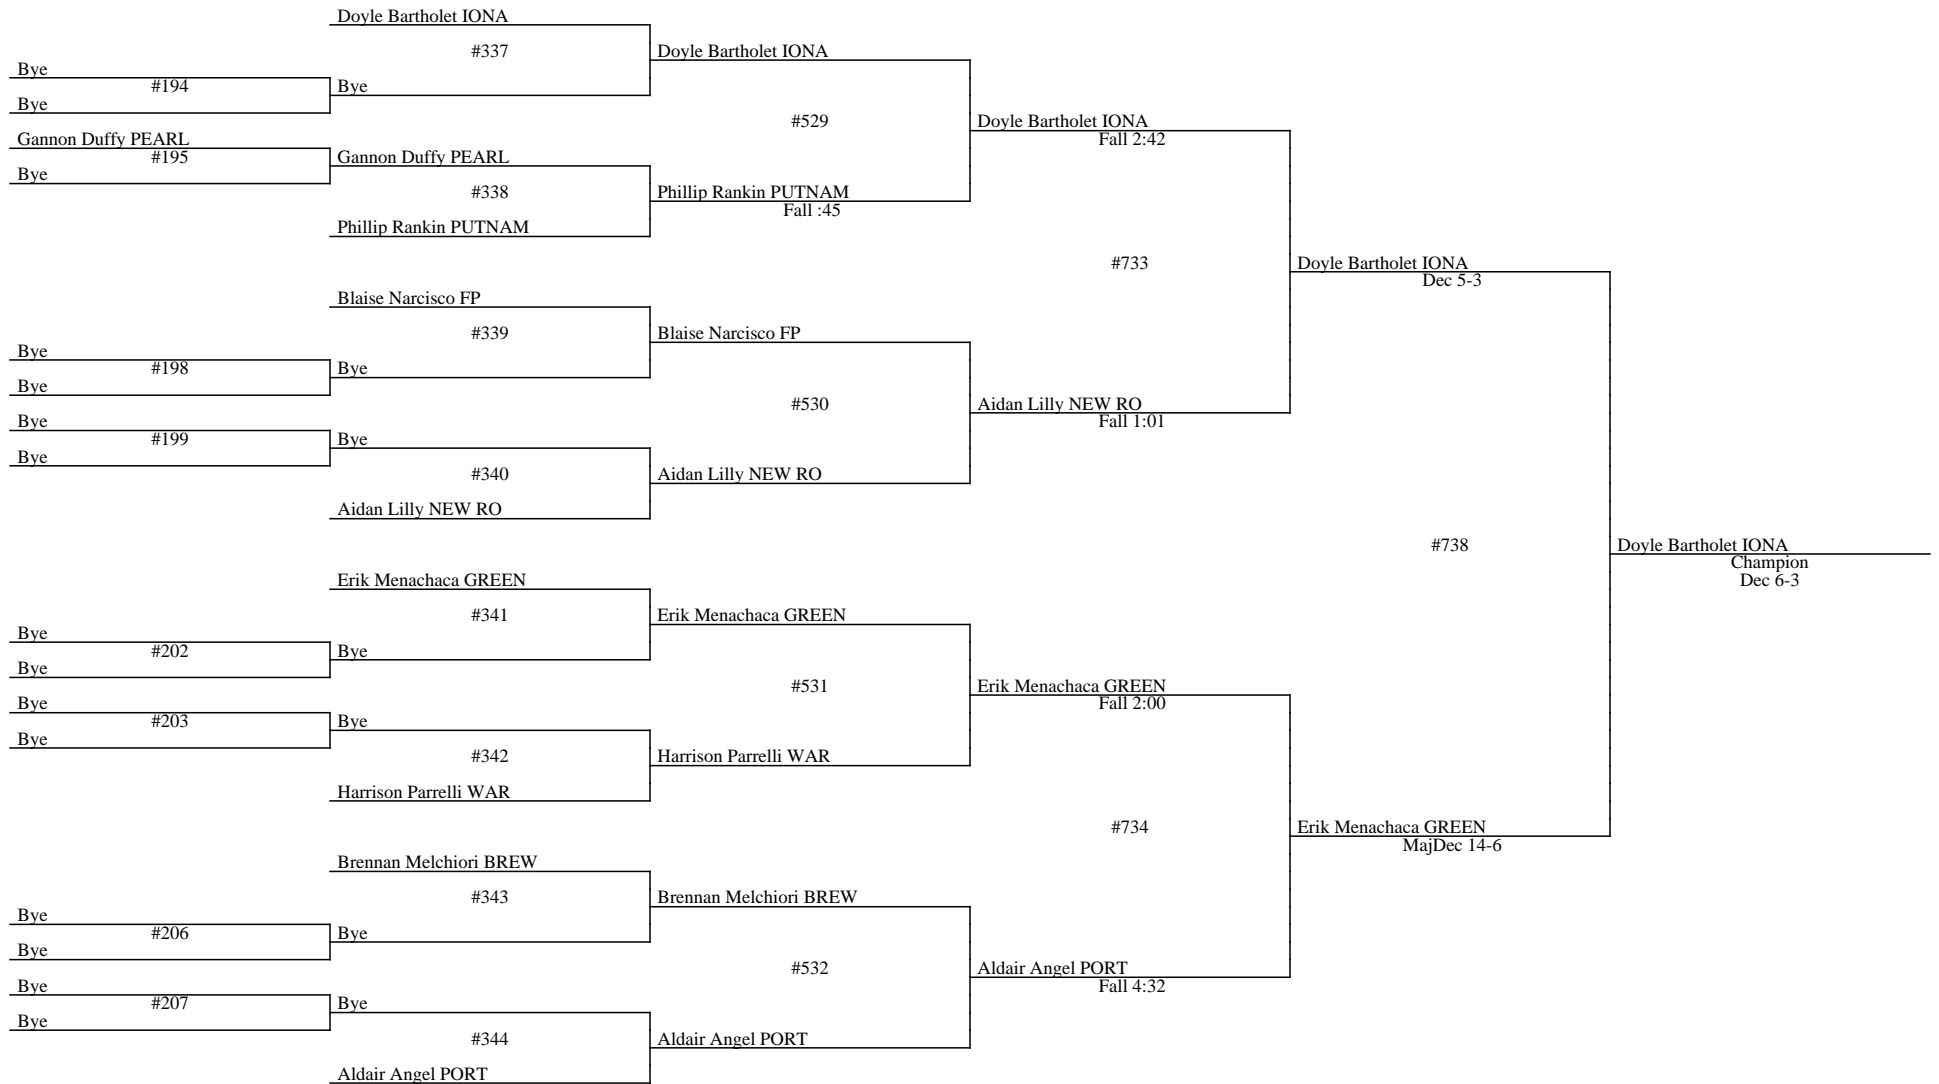 Doyle Bartholet IONA
#337
Doyle Bartholet IONA
Bye
#194
Bye
Bye
#529
Doyle Bartholet IONA
Fall 2:42
Gannon Duffy PEARL
#195
Gannon Duffy PEARL
Bye
#338
Phillip Rankin PUTNAM
Fall :45
Phillip Rankin PUTNAM
#733
Doyle Bartholet IONA
Dec 5-3
Blaise Narcisco FP
#339
Blaise Narcisco FP
Bye
#198
Bye
Bye
#530
Aidan Lilly NEW RO
Fall 1:01
Bye
#199
Bye
Bye
#340
Aidan Lilly NEW RO
Aidan Lilly NEW RO
#738
Doyle Bartholet IONA
Champion
Dec 6-3
Erik Menachaca GREEN
#341
Erik Menachaca GREEN
Bye
#202
Bye
Bye
#531
Erik Menachaca GREEN
Fall 2:00
Bye
#203
Bye
Bye
#342
Harrison Parrelli WAR
Harrison Parrelli WAR
#734
Erik Menachaca GREEN
MajDec 14-6
Brennan Melchiori BREW
#343
Brennan Melchiori BREW
Bye
#206
Bye
Bye
#532
Aldair Angel PORT
Fall 4:32
Bye
#207
Bye
Bye
#344
Aldair Angel PORT
Aldair Angel PORT